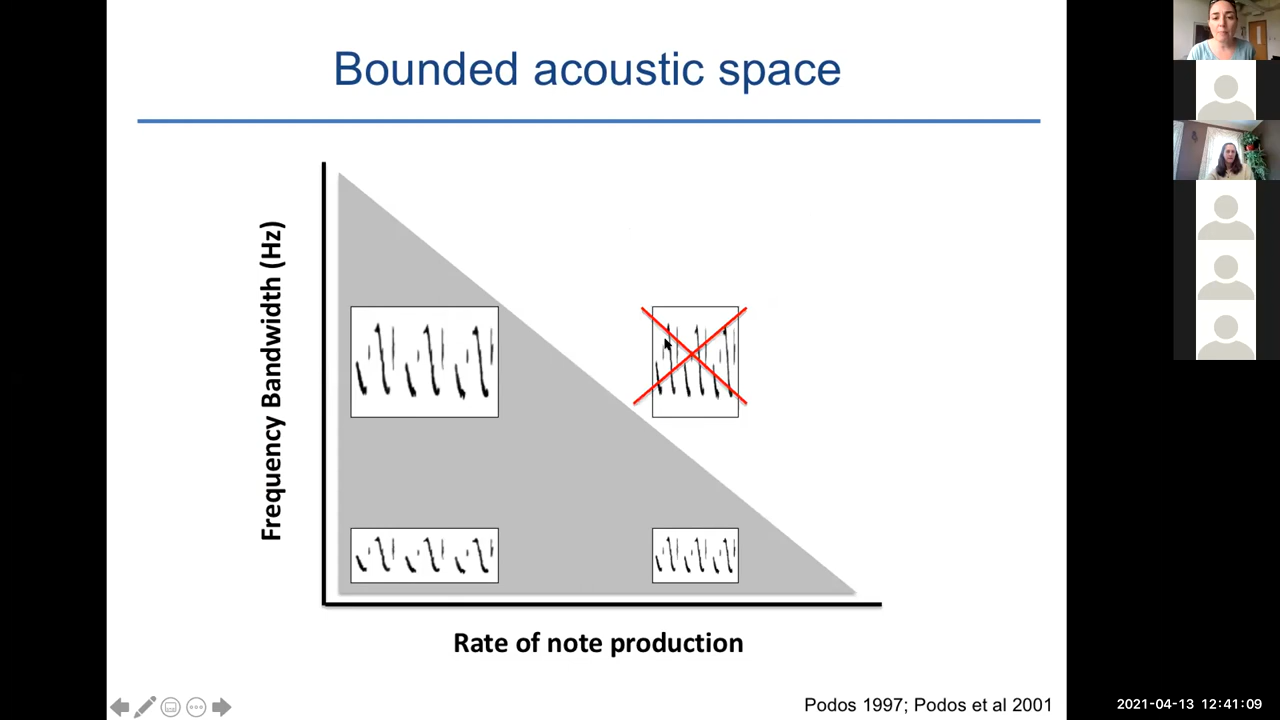 Bounded acoustic space
Frequency Bandwidth (Hz)
Rate of note production
Podos 1997; Podos et al 2001
2021-04-13 12:41:09